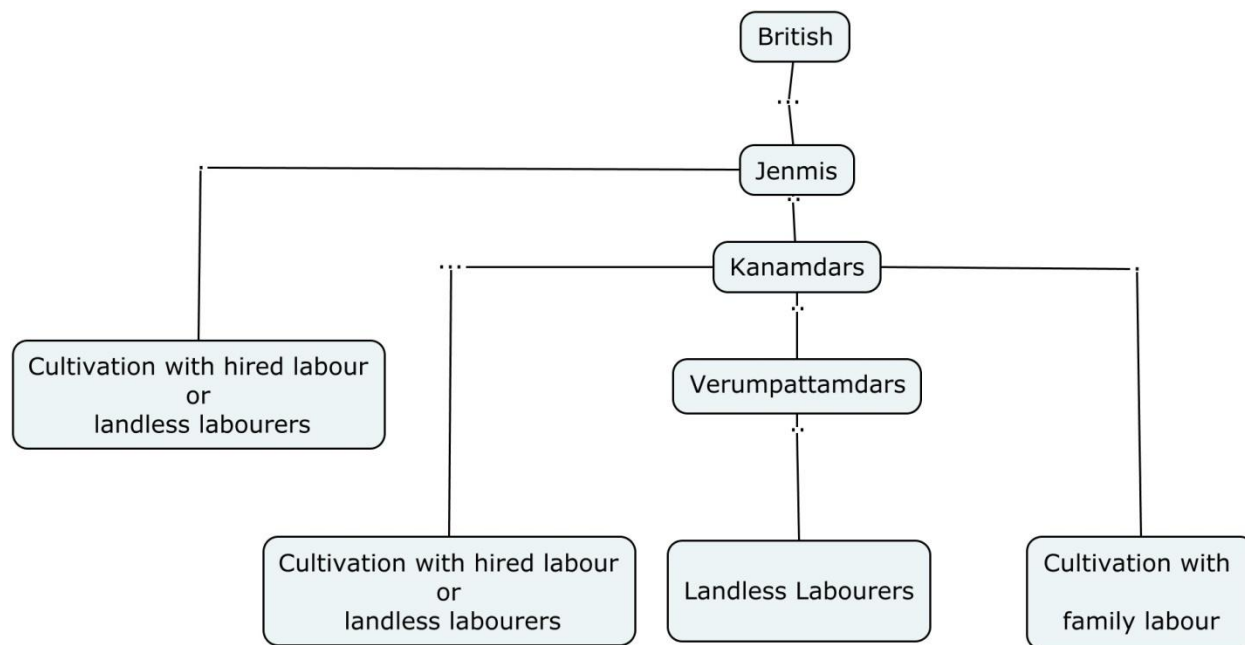 British
...
Jenmis
.
..
Kanamdars
...
.
..
Cultivation with hired labour
or
landless labourers
Verumpattamdars
..
Cultivation with hired labour
or
landless labourers
Landless Labourers
Cultivation with
family labour